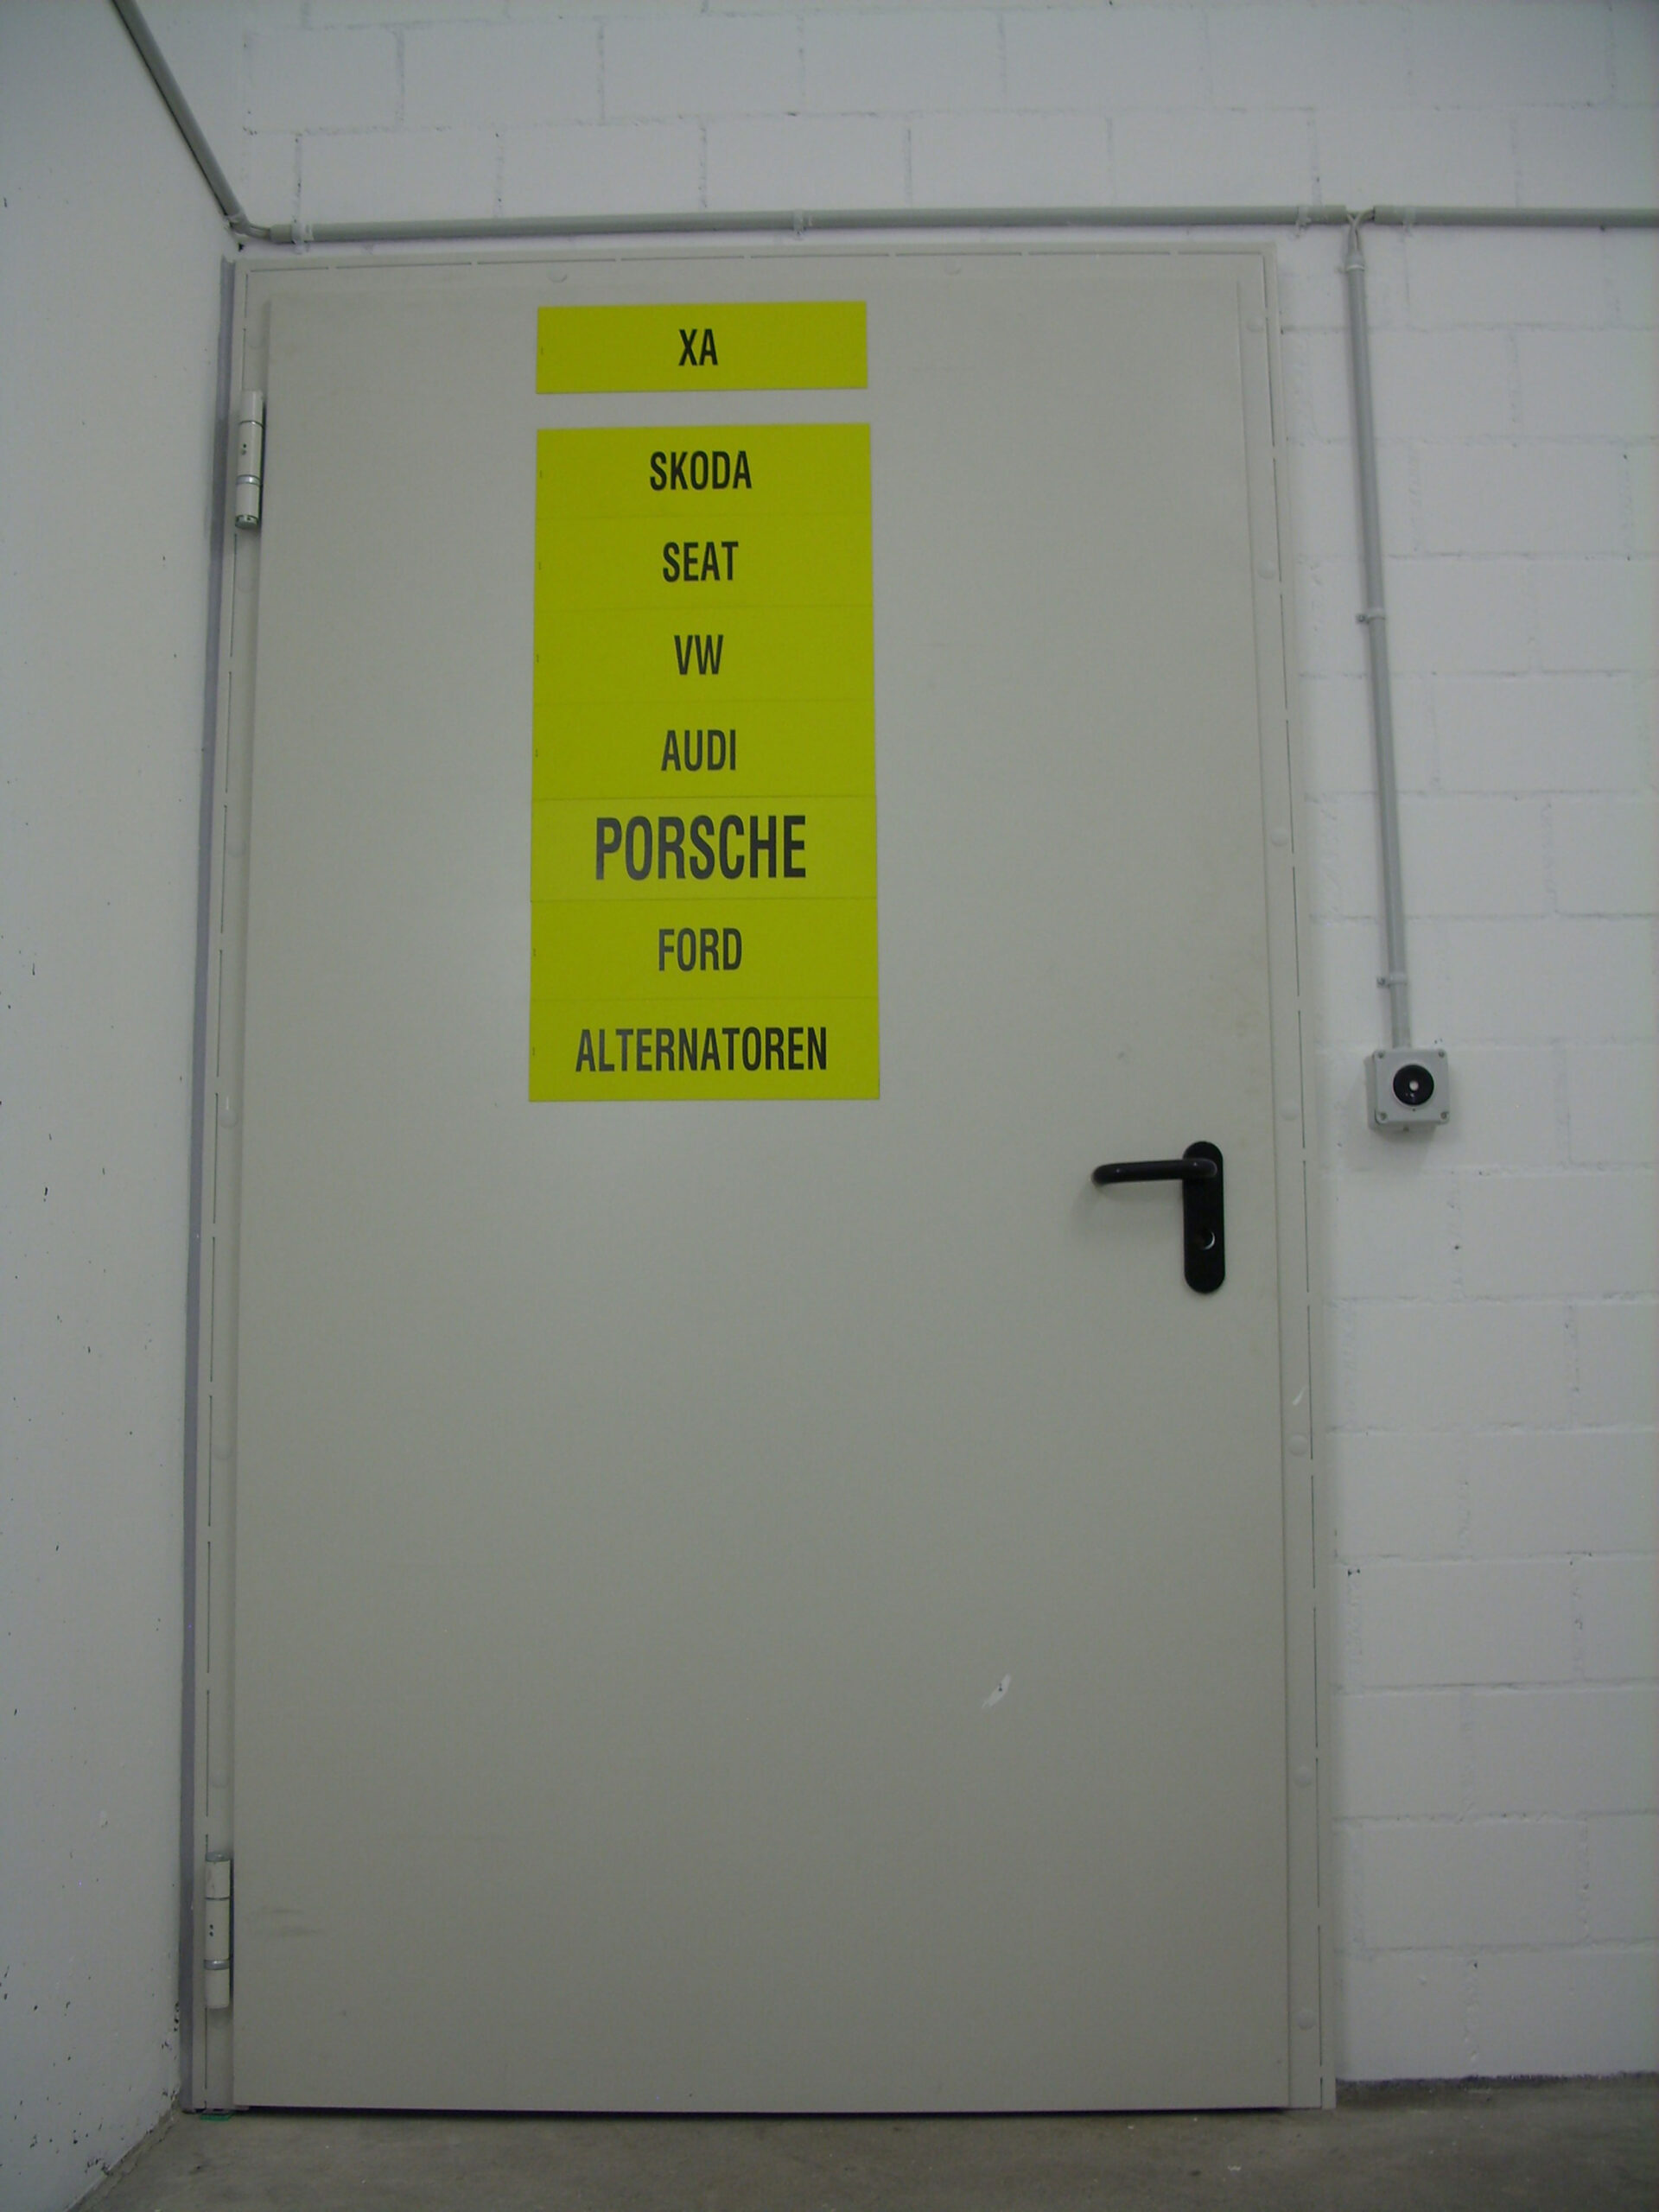 XA
SKODA
SEAT
VW
AUDI
PORSCHE
FORD
ALTERNATOREN